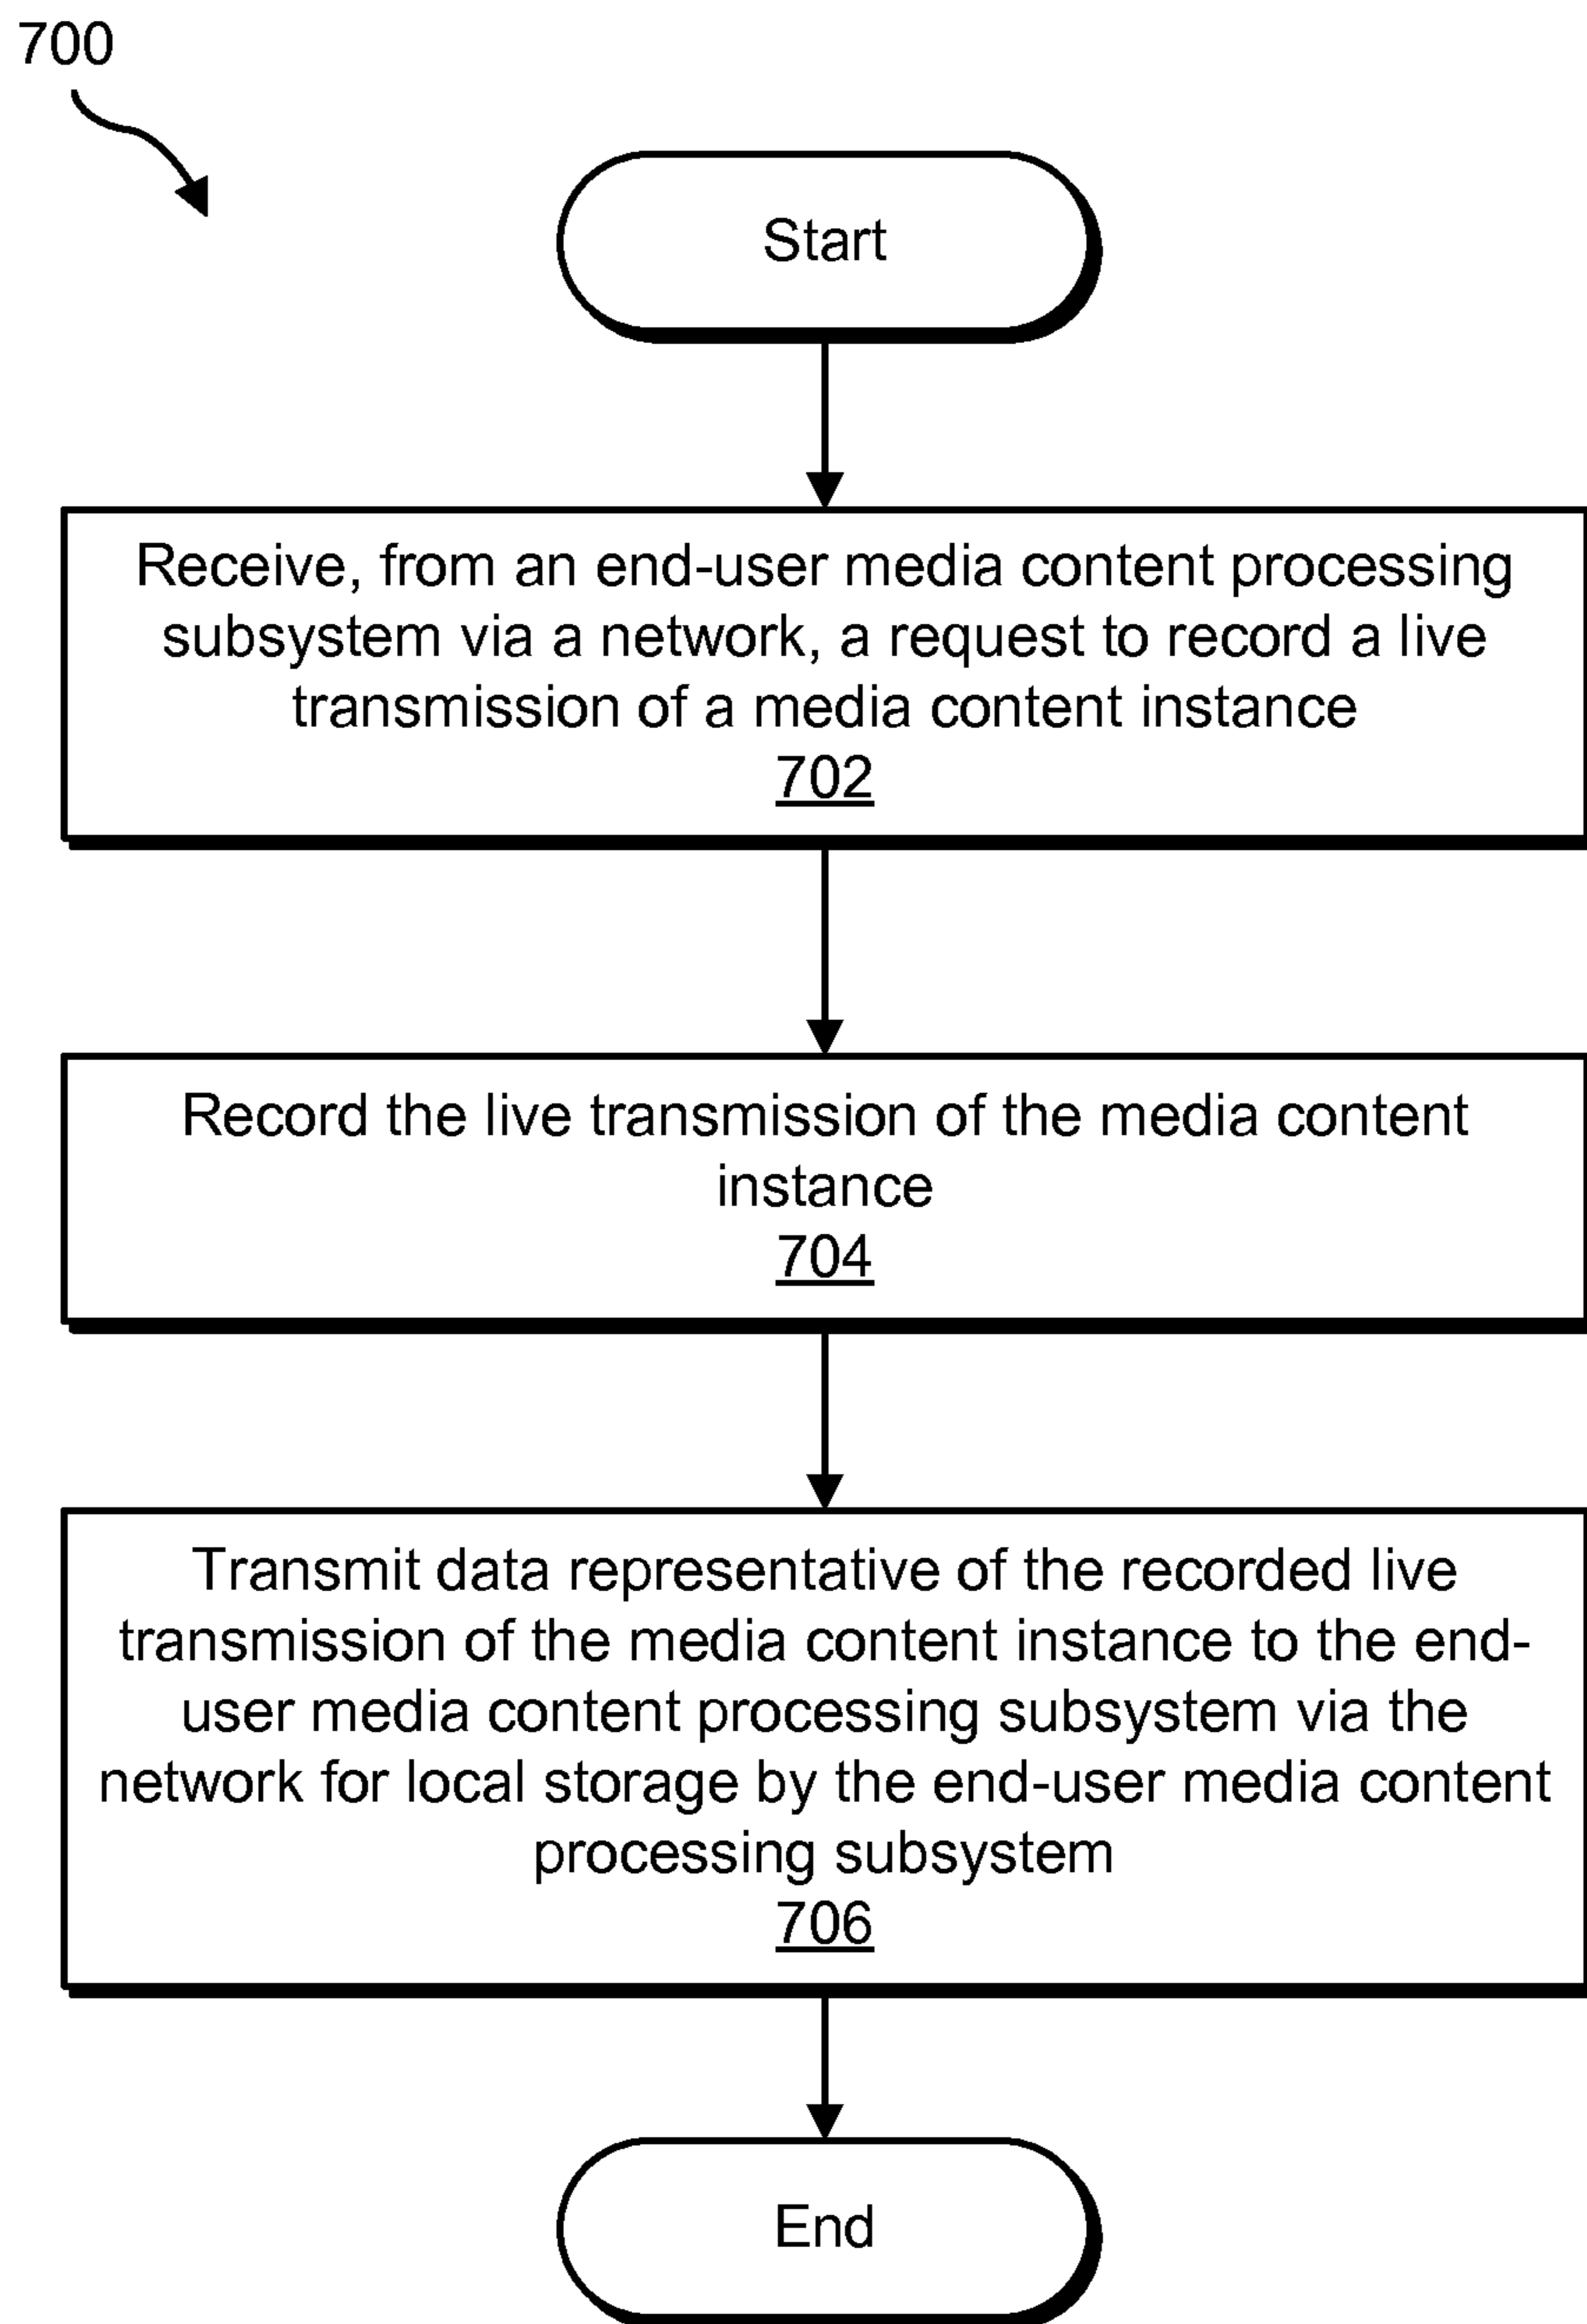 700
Start
Receive, from an end-user media content processing
subsystem via a network, a request to record a live
transmission of a media content instance
702
Record the live transmission of the media content
instance
704
Transmit data representative of the recorded live
transmission of the media content instance to the end-
user media content processing subsystem via the
network for local storage by the end-user media content
processing subsystem
706
End